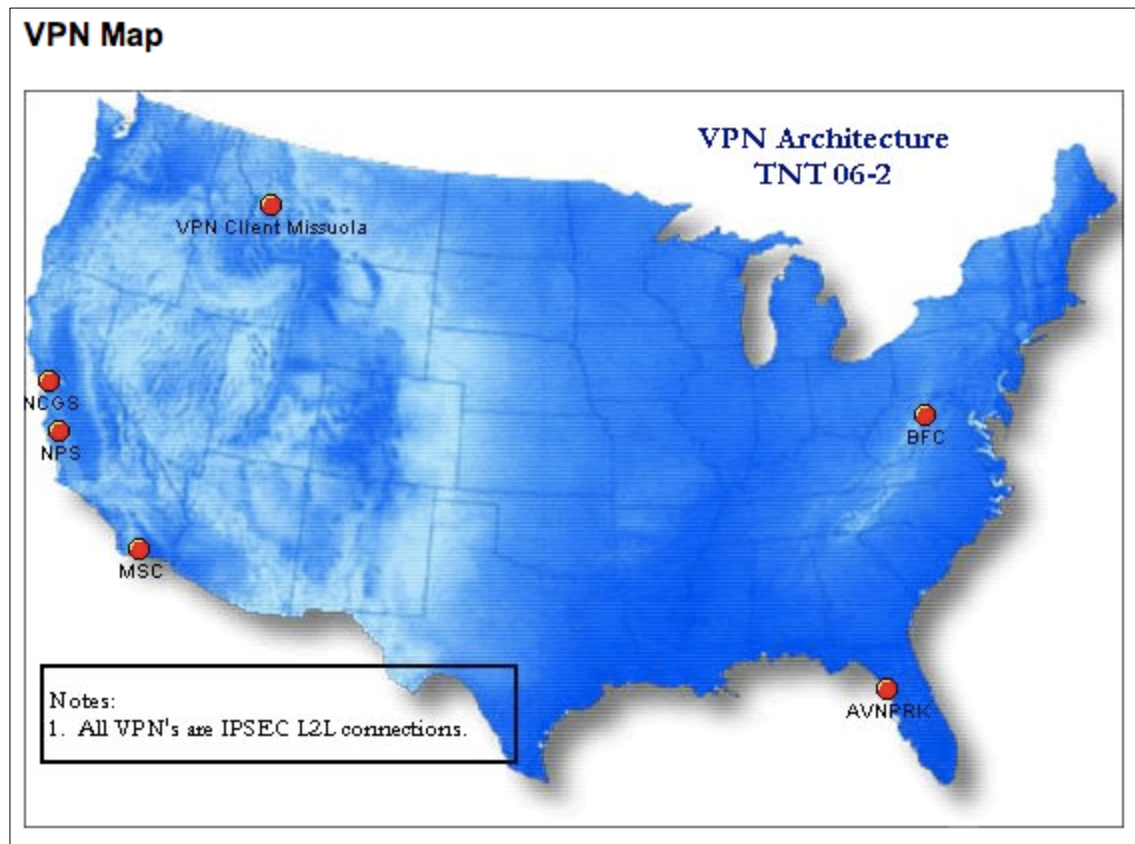 VPN Map
VPN Architecture
TNT 06-2
VPN Client Missuola
NCGS
NPS
BFC
MSC
AVNPRK
Notes:
1. All VPN's are IPSEC L2L connections.